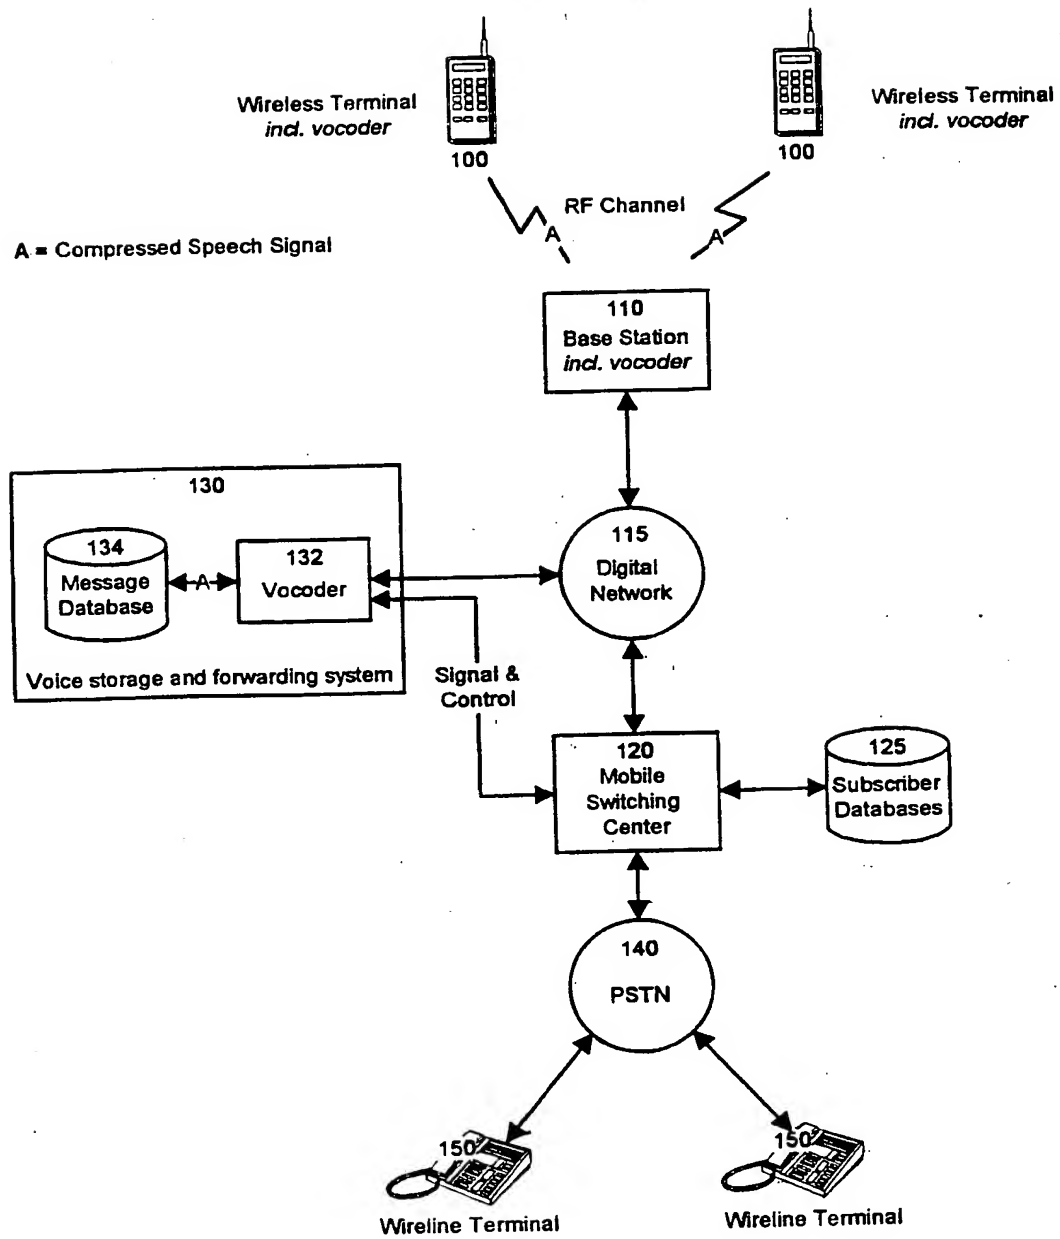 Wireless Terminal
incl. vocoder
100
Wireless Terminal
incl. vocoder
100
RF Channel
A
A
A = Compressed Speech Signal
110
Base Station
incl. vocoder
130
134
Message
Database
A
132
Vocoder
Voice storage and forwarding system
115
Digital
Network
Signal &
Control
120
Mobile
Switching
Center
125
Subscriber
Databases
140
PSTN
150
Wireline Terminal
150
Wireline Terminal